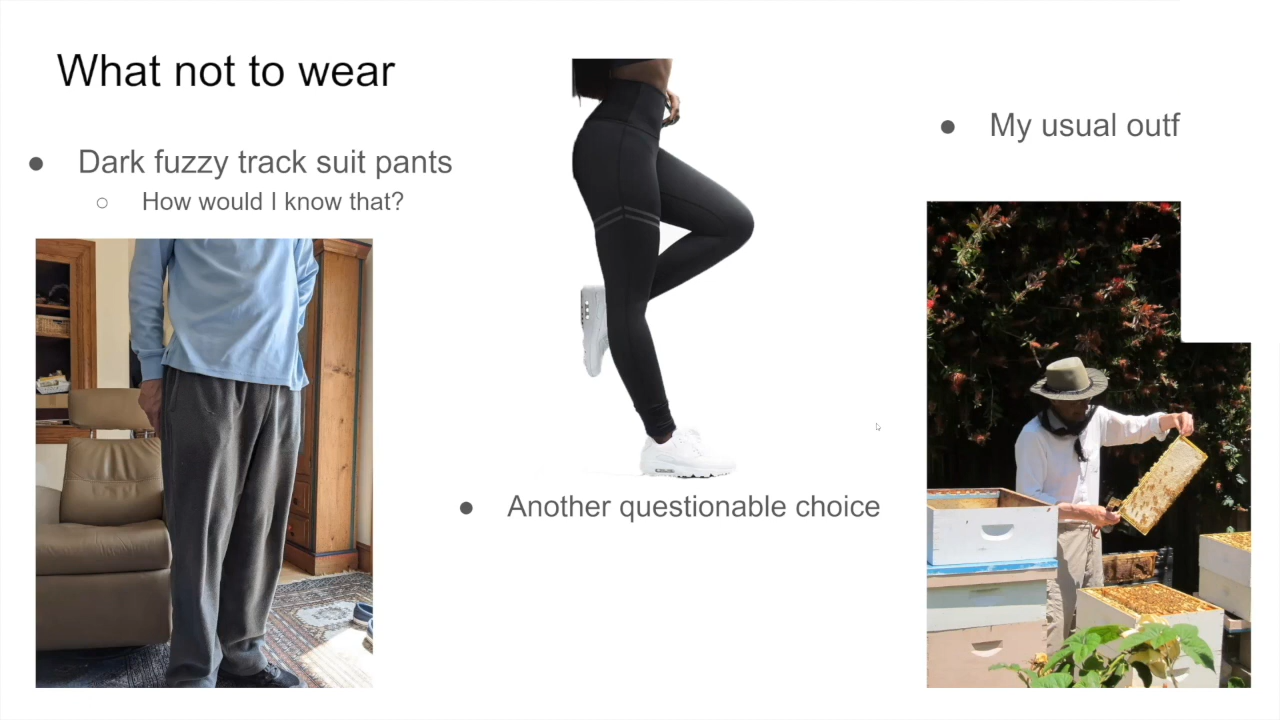 What not to wear
● Dark fuzzy track suit pants
○ How would I know that?
● Another questionable choice
● My usual outf